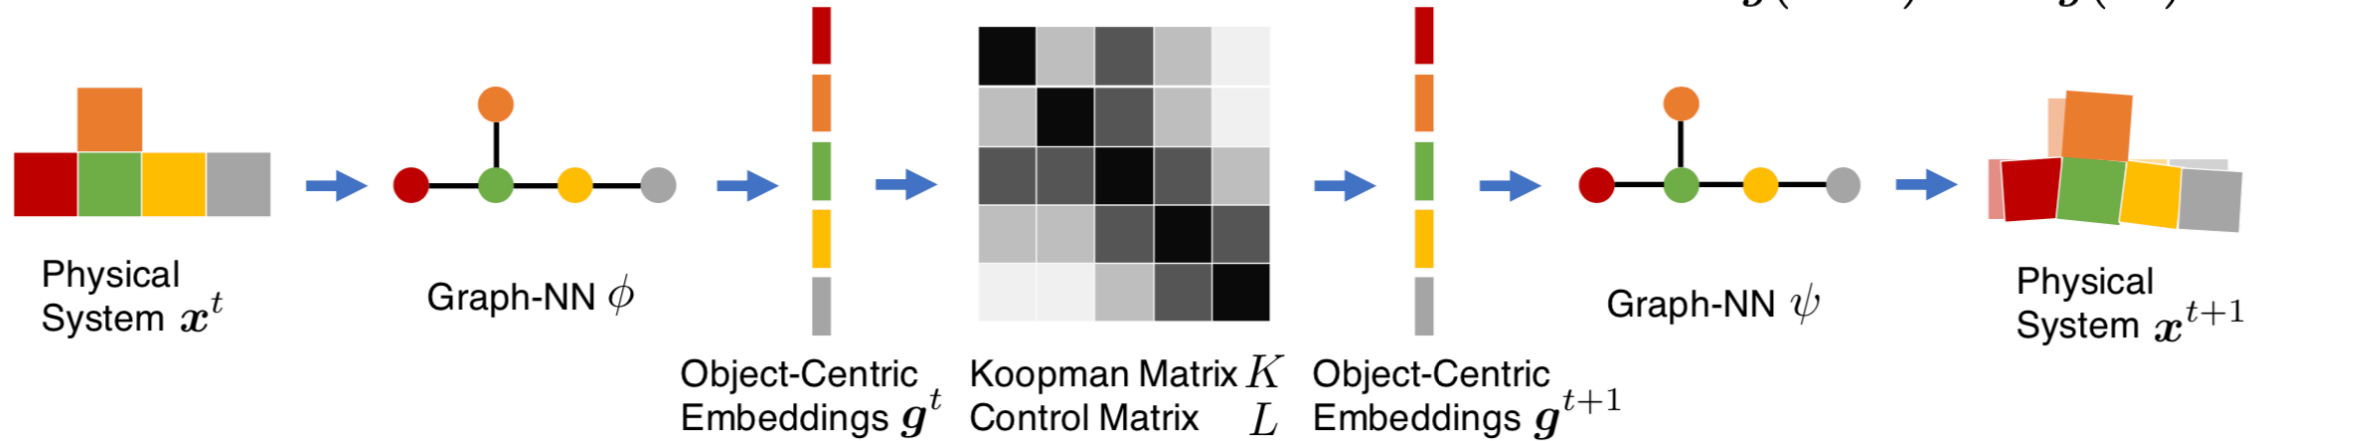 Physical
System x^t
Graph-NN ϕ
Object-Centric
Embeddings g^t
Koopman Matrix K
Control Matrix L
Object-Centric
Embeddings g^{t+1}
Graph-NN ψ
Physical
System x^{t+1}